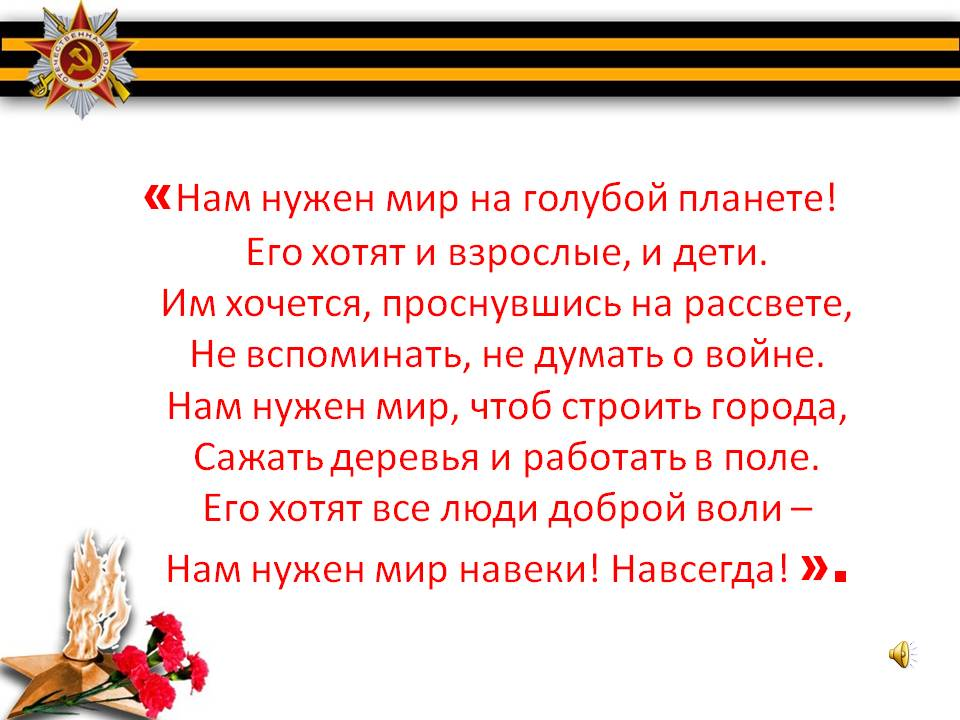 ОТЕЧЕСТВЕННАЯ ВОЙНА
«Нам нужен мир на голубой планете!
Его хотят и взрослые, и дети.
Им хочется, проснувшись на рассвете,
Не вспоминать, не думать о войне.
Нам нужен мир, чтоб строить города,
Сажать деревья и работать в поле.
Его хотят все люди доброй воли –
Нам нужен мир навеки! Навсегда! ».